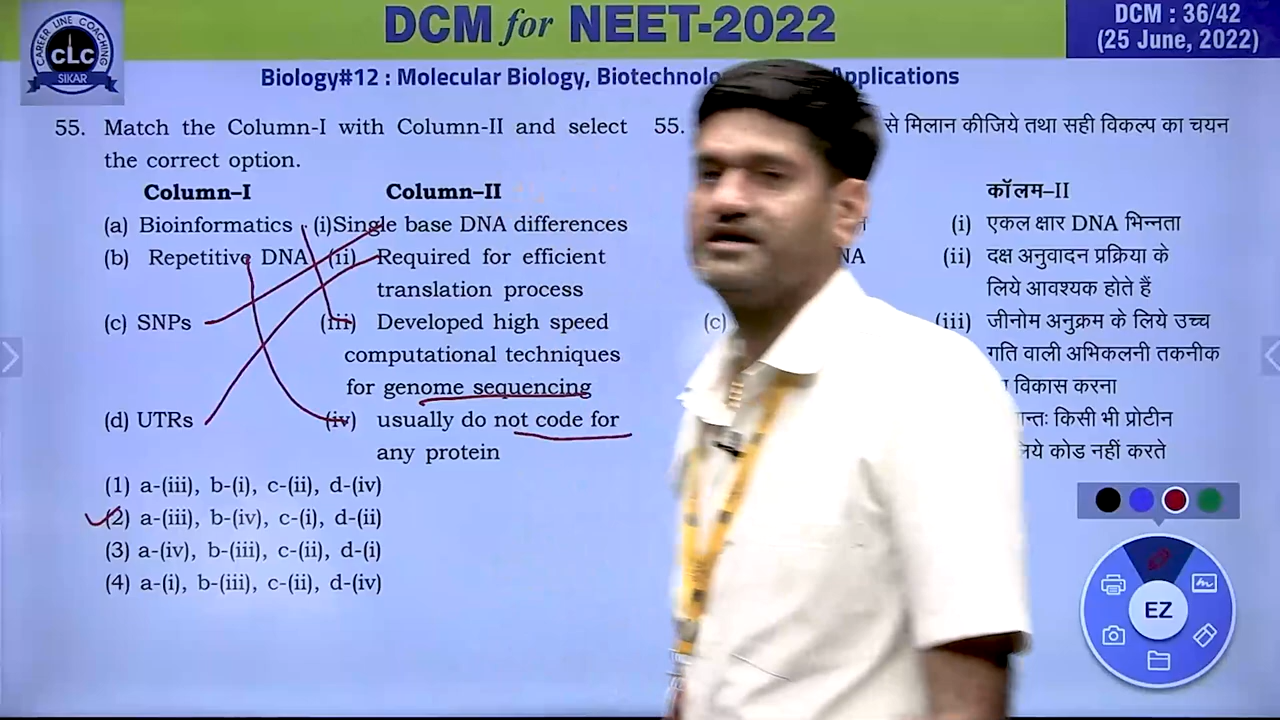 DCM for NEET-2022
DCM : 36/42
(25 June, 2022)
CAREER LINE COACHING
CLC
SIKAR
Biology#12 : Molecular Biology, Applications
55. Match the Column-I with Column-II and select
the correct option.
Column–I Column–II
(a) Bioinformatics (i)Single base DNA differences
(b) Repetitive DNA (ii) Required for efficient
translation process
(c) SNPs (iii) Developed high speed
computational techniques
for genome sequencing
(d) UTRs (iv) usually do not code for
any protein
(1) a-(iii), b-(i), c-(ii), d-(iv)
(2) a-(iii), b-(iv), c-(i), d-(ii)
(3) a-(iv), b-(iii), c-(ii), d-(i)
(4) a-(i), b-(iii), c-(ii), d-(iv)
55. से मिलान कीजिये तथा सही विकल्प का चयन
कॉलम–II
(i) एकल क्षार DNA भिन्नता
(ii) दक्ष अनुवादन प्रक्रिया के
लिये आवश्यक होते हैं
(c) (iii) जीनोम अनुक्रम के लिये उच्च
गति वाली अभिकलनी तकनीक
विकास करना
किसी भी प्रोटीन
कोड नहीं करते
EZ